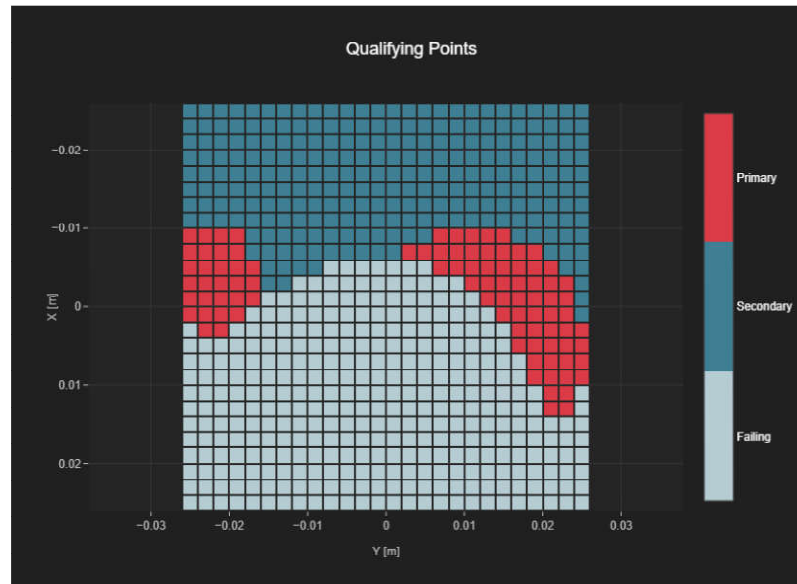 Qualifying Points
−0.02
−0.01
0
0.01
0.02
X [m]
−0.03
−0.02
−0.01
0
0.01
0.02
0.03
Y [m]
Primary
Secondary
Failing